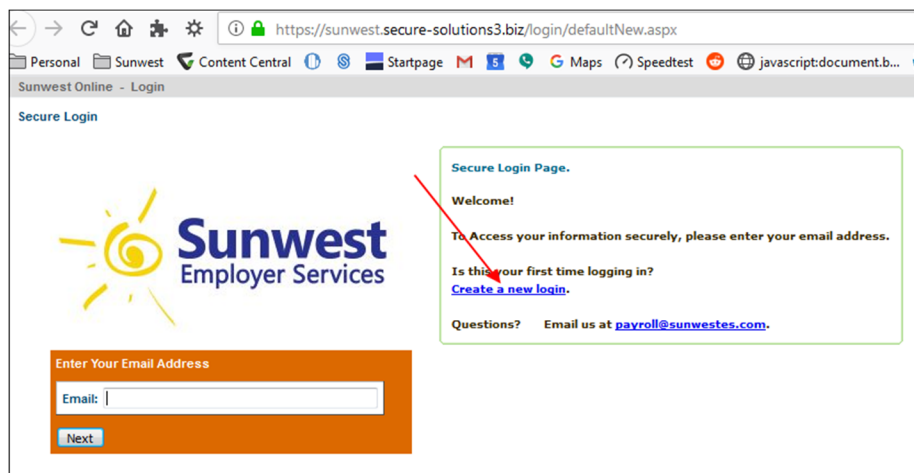 https://sunwest.secure-solutions3.biz/login/defaultNew.aspx
Personal Sunwest Content Central Startpage 5 G Maps Speedtest javascript:document.b...
Sunwest Online - Login
Secure Login
Sunwest
Employer Services
Enter Your Email Address
Email:
Next
Secure Login Page.
Welcome!
To Access your information securely, please enter your email address.
Is this your first time logging in?
Create a new login.
Questions? Email us at payroll@sunwestes.com.